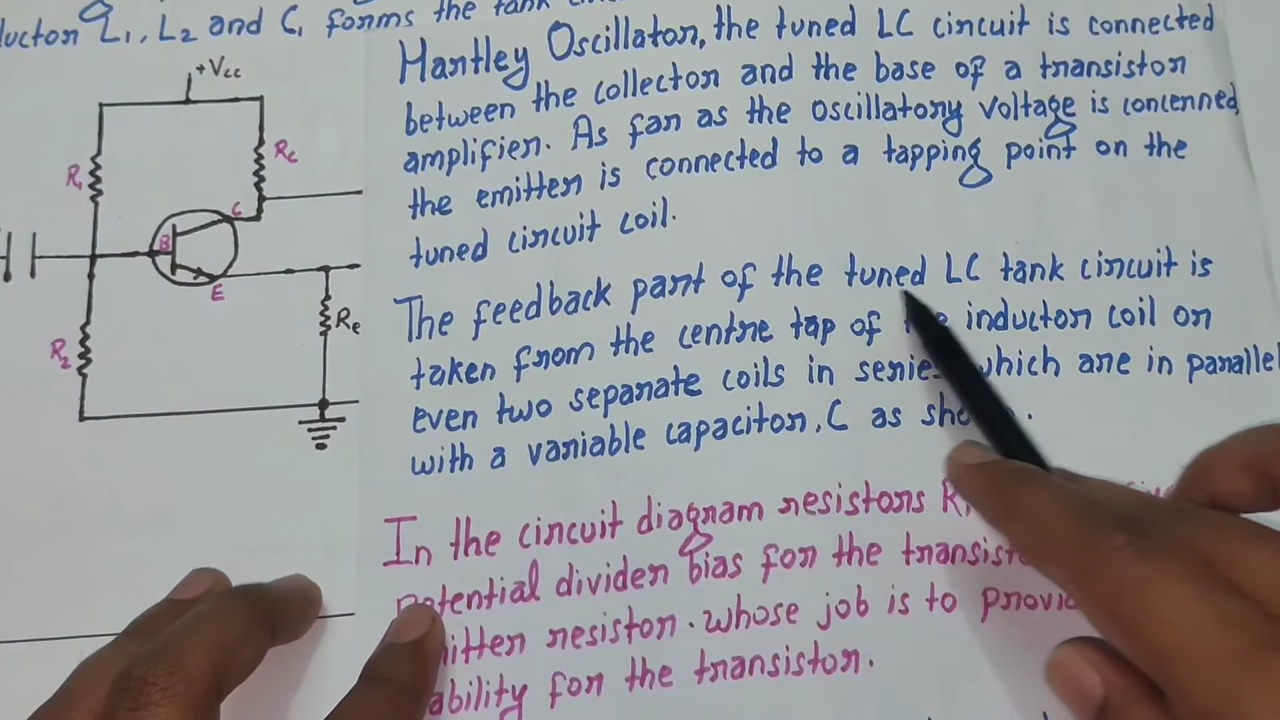 L1, L2 and C, forms the tank
Hartley Oscillator, the tuned LC circuit is connected
between the collector and the base of a transistor
amplifier. As far as the oscillatory voltage is concerned,
the emitter is connected to a tapping point on the
tuned circuit coil.
The feedback part of the tuned LC tank circuit is
taken from the centre tap of the inductor coil or
even two separate coils in series which are in parallel
with a variable capacitor, C as
In the circuit diagram resistors R1
potential divider bias for the
resistor. whose job is to
for the transistor.
+Vcc
R1
Rc
C
B
E
R2
Re